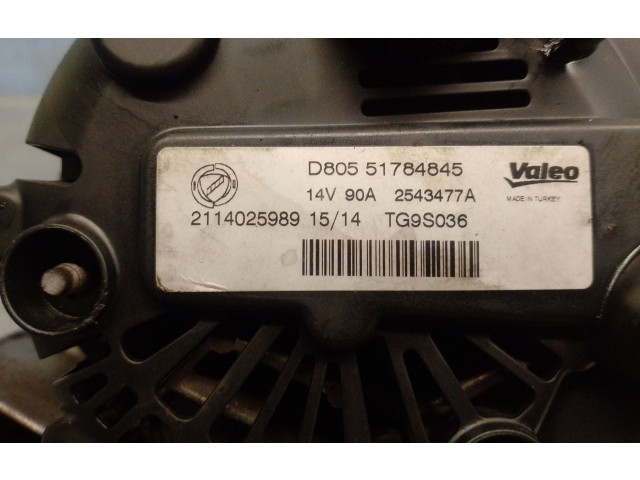 D805 51784845
Valeo
14V 90A 2543477A
MADE IN TURKEY
2114025989 15/14 TG9S036